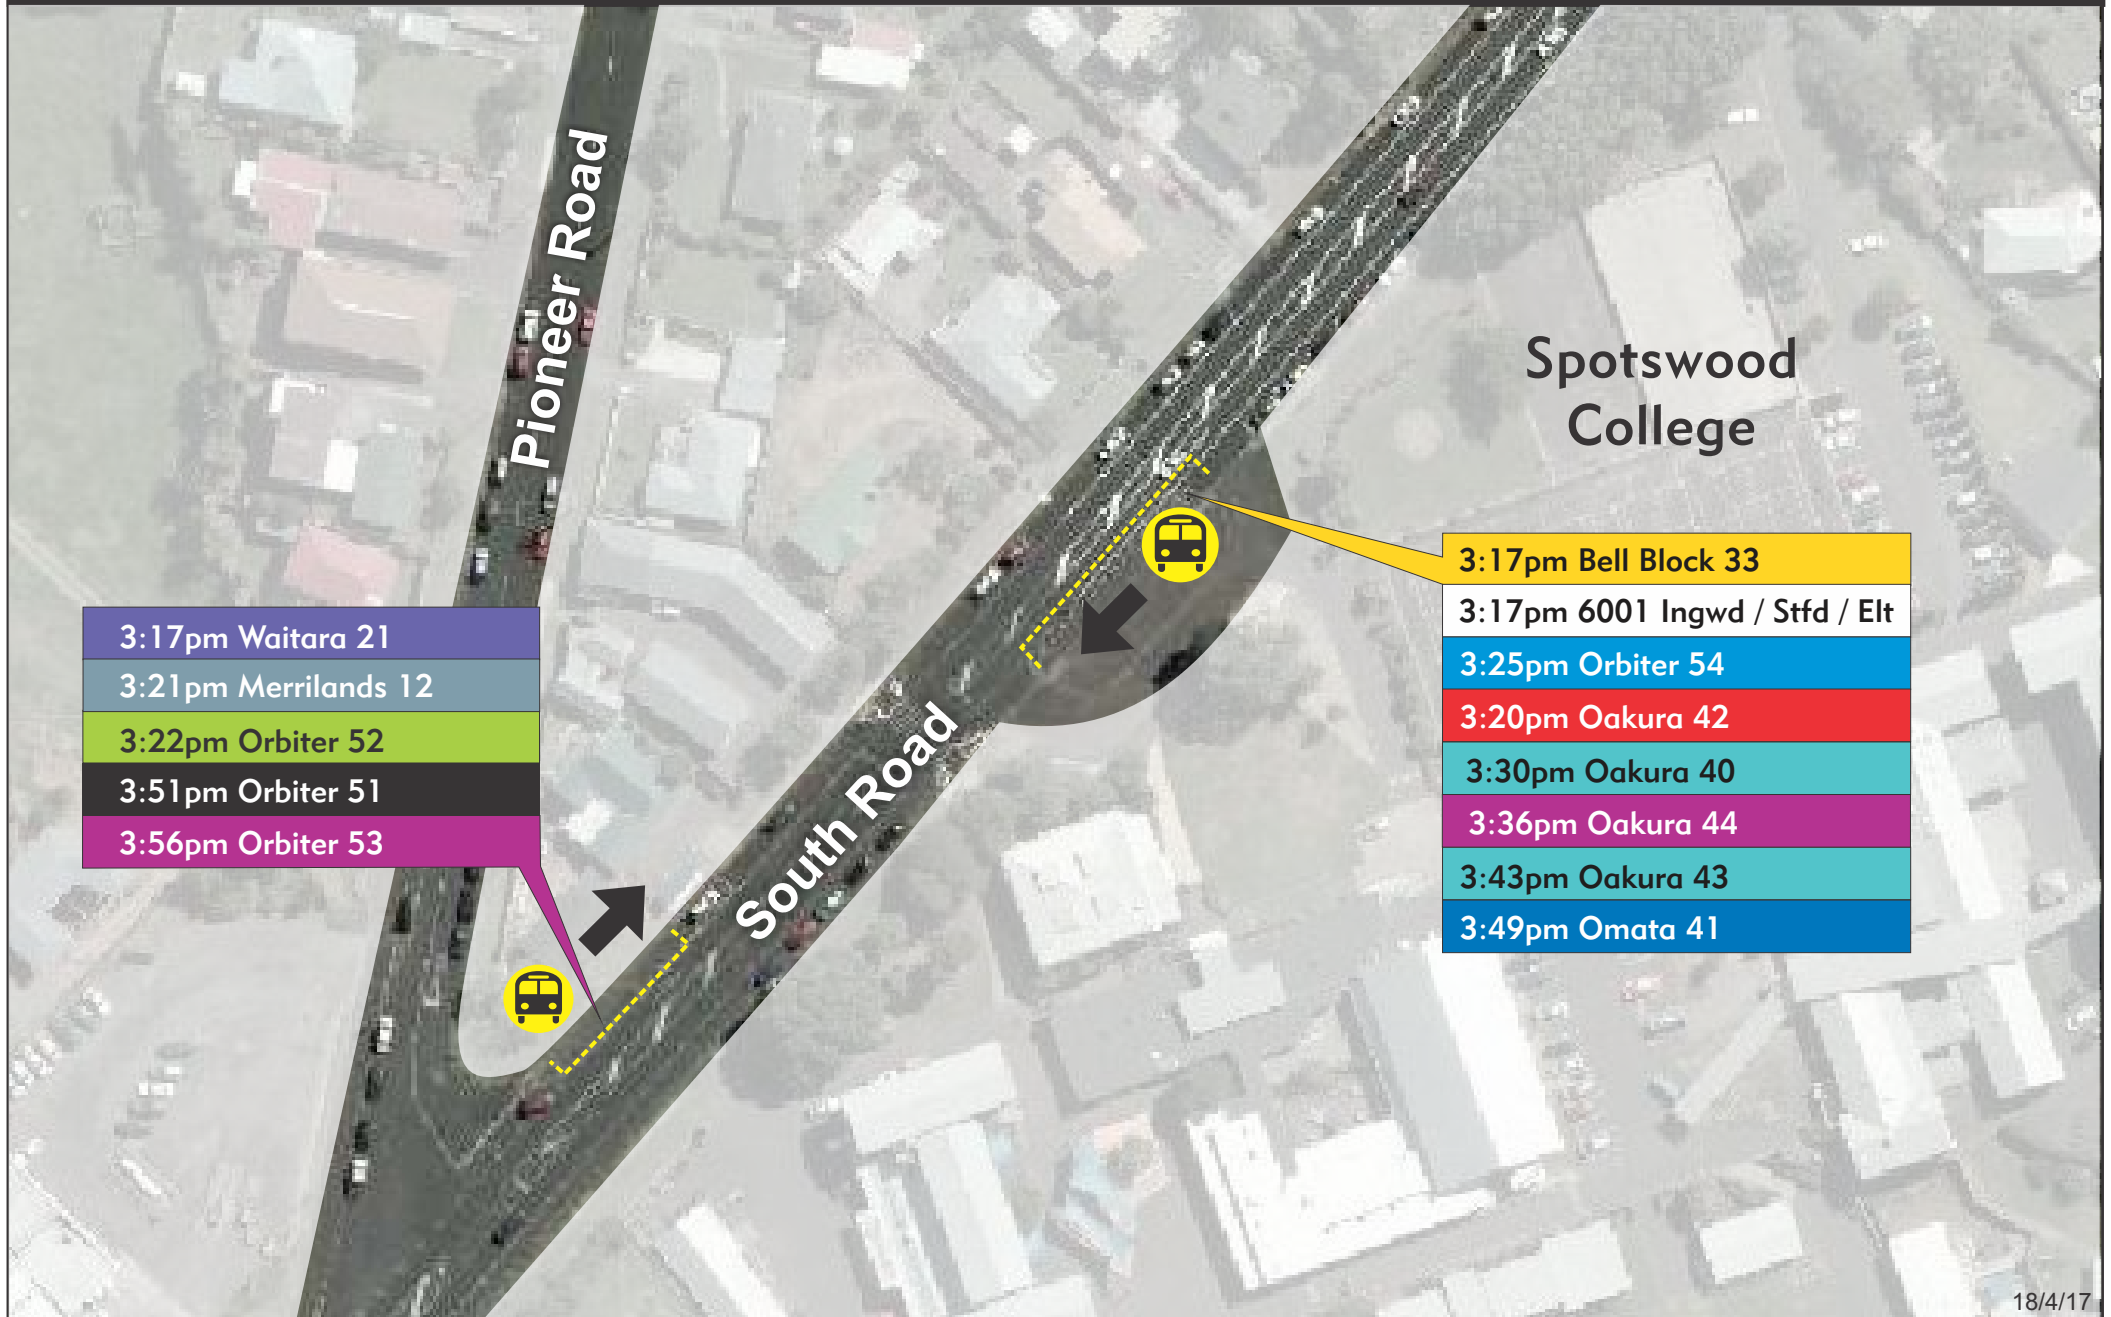 Pioneer Road
Spotswood
College
3:17pm Bell Block 33
3:17pm 6001 Ingwd / Stfd / Elt
3:25pm Orbiter 54
3:20pm Oakura 42
3:30pm Oakura 40
3:36pm Oakura 44
3:43pm Oakura 43
3:49pm Omata 41
3:17pm Waitara 21
3:21pm Merrilands 12
3:22pm Orbiter 52
3:51pm Orbiter 51
3:56pm Orbiter 53
South Road
18/4/17